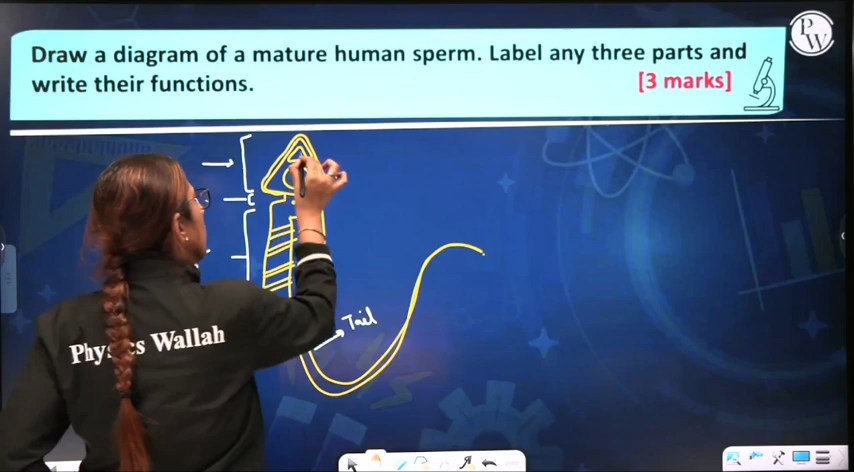 Draw a diagram of a mature human sperm. Label any three parts and
write their functions.
[3 marks]
PW
Tail
Physics Wallah